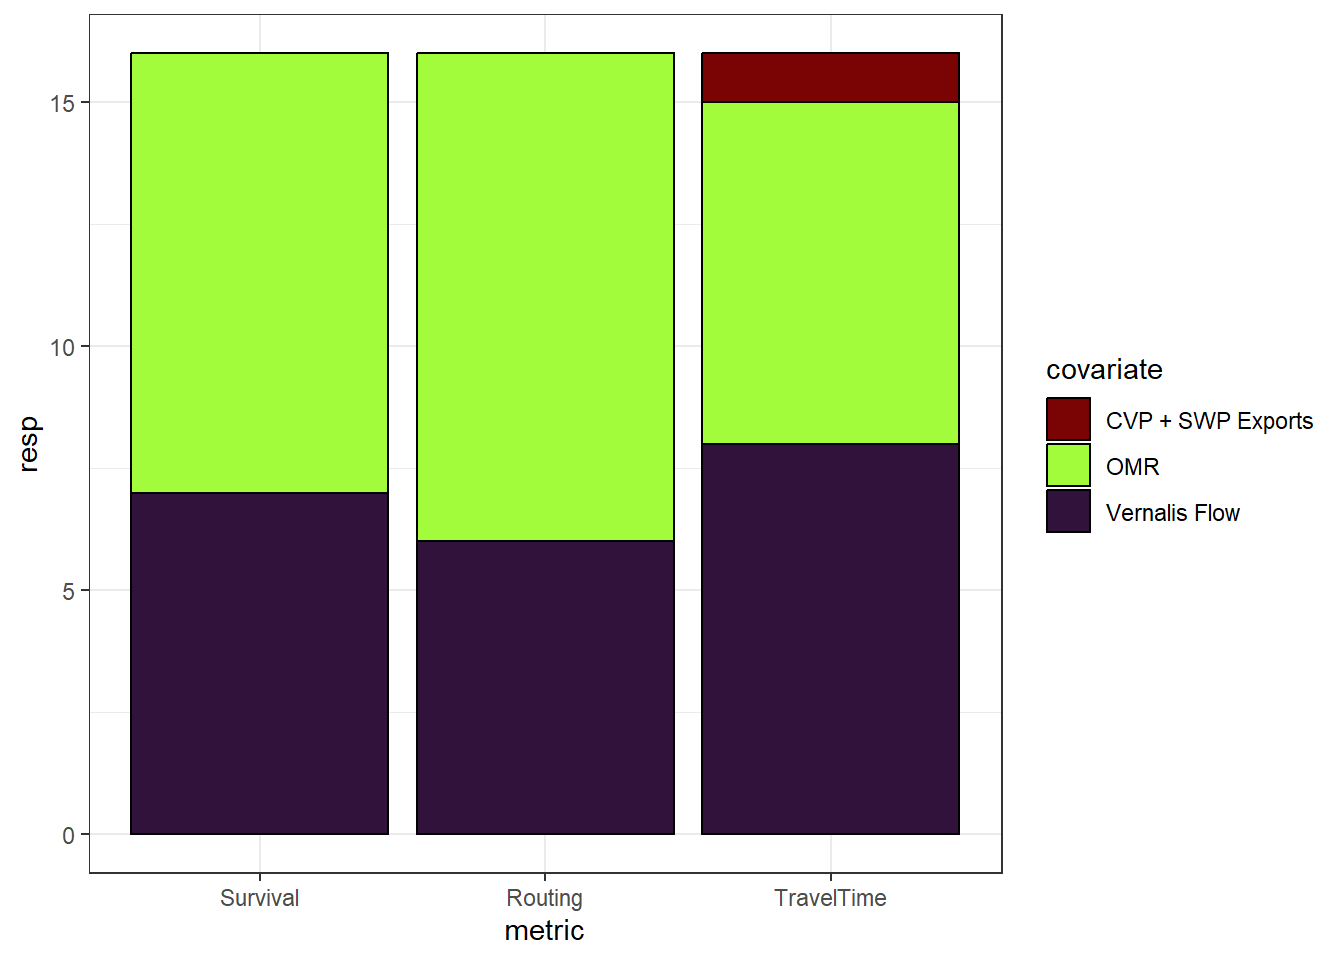 15
10
5
0
resp
Survival
Routing
TravelTime
metric
covariate
CVP + SWP Exports
OMR
Vernalis Flow